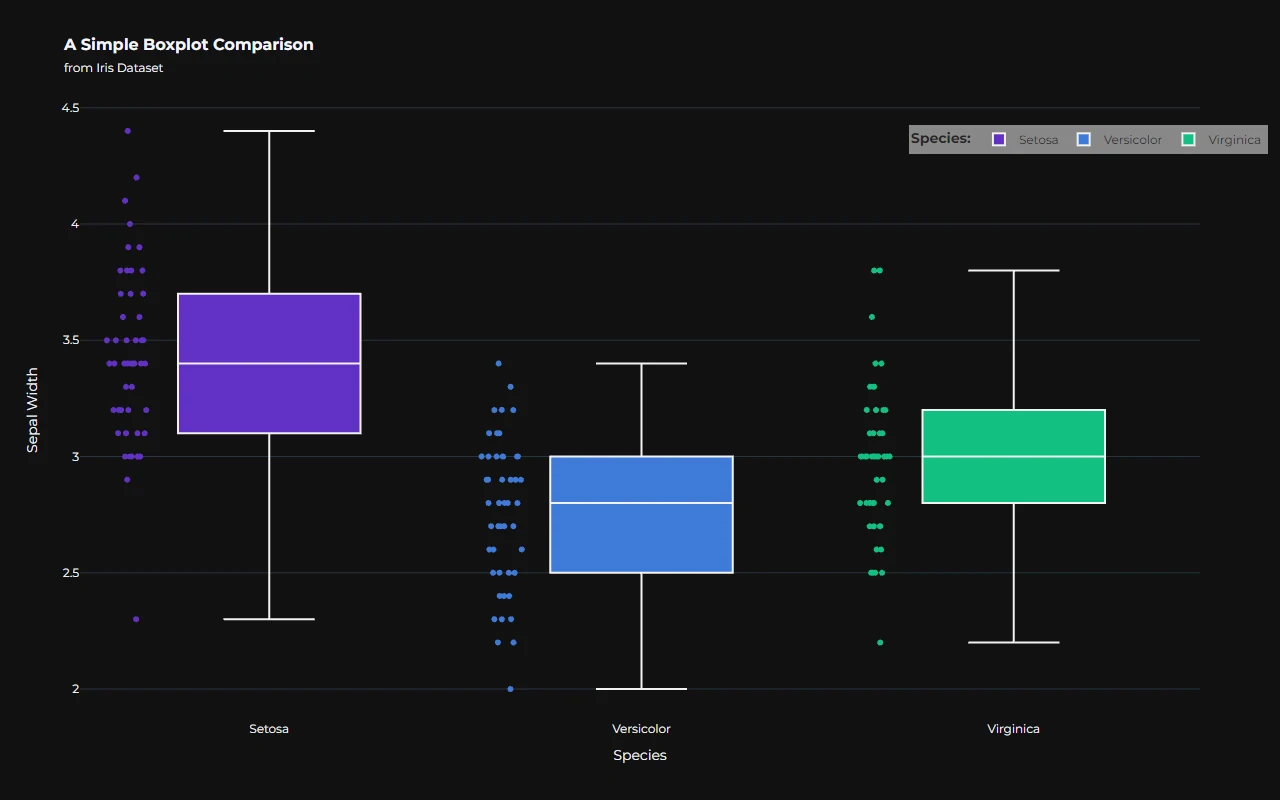 A Simple Boxplot Comparison
from Iris Dataset
4.5
Species: Setosa Versicolor Virginica
4
3.5
Sepal Width
3
2.5
2
Setosa Versicolor Virginica
Species